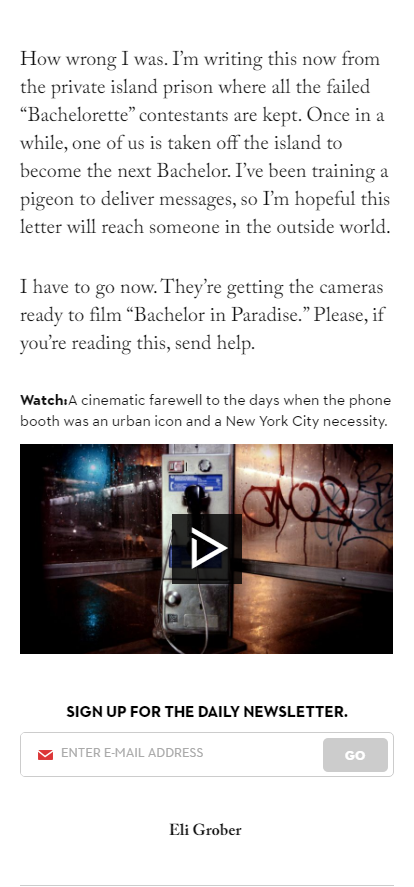 How wrong I was. I’m writing this now from
the private island prison where all the failed
“Bachelorette” contestants are kept. Once in a
while, one of us is taken off the island to
become the next Bachelor. I’ve been training a
pigeon to deliver messages, so I’m hopeful this
letter will reach someone in the outside world.
I have to go now. They’re getting the cameras
ready to film “Bachelor in Paradise.” Please, if
you’re reading this, send help.
Watch:A cinematic farewell to the days when the phone
booth was an urban icon and a New York City necessity.
SIGN UP FOR THE DAILY NEWSLETTER.
ENTER E-MAIL ADDRESS
GO
Eli Grober